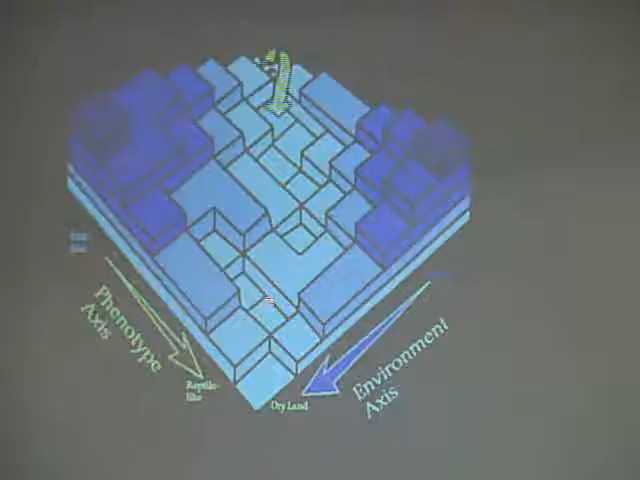 Phenotype
Axis
Reptile-
like
Dry Land
Environment
Axis